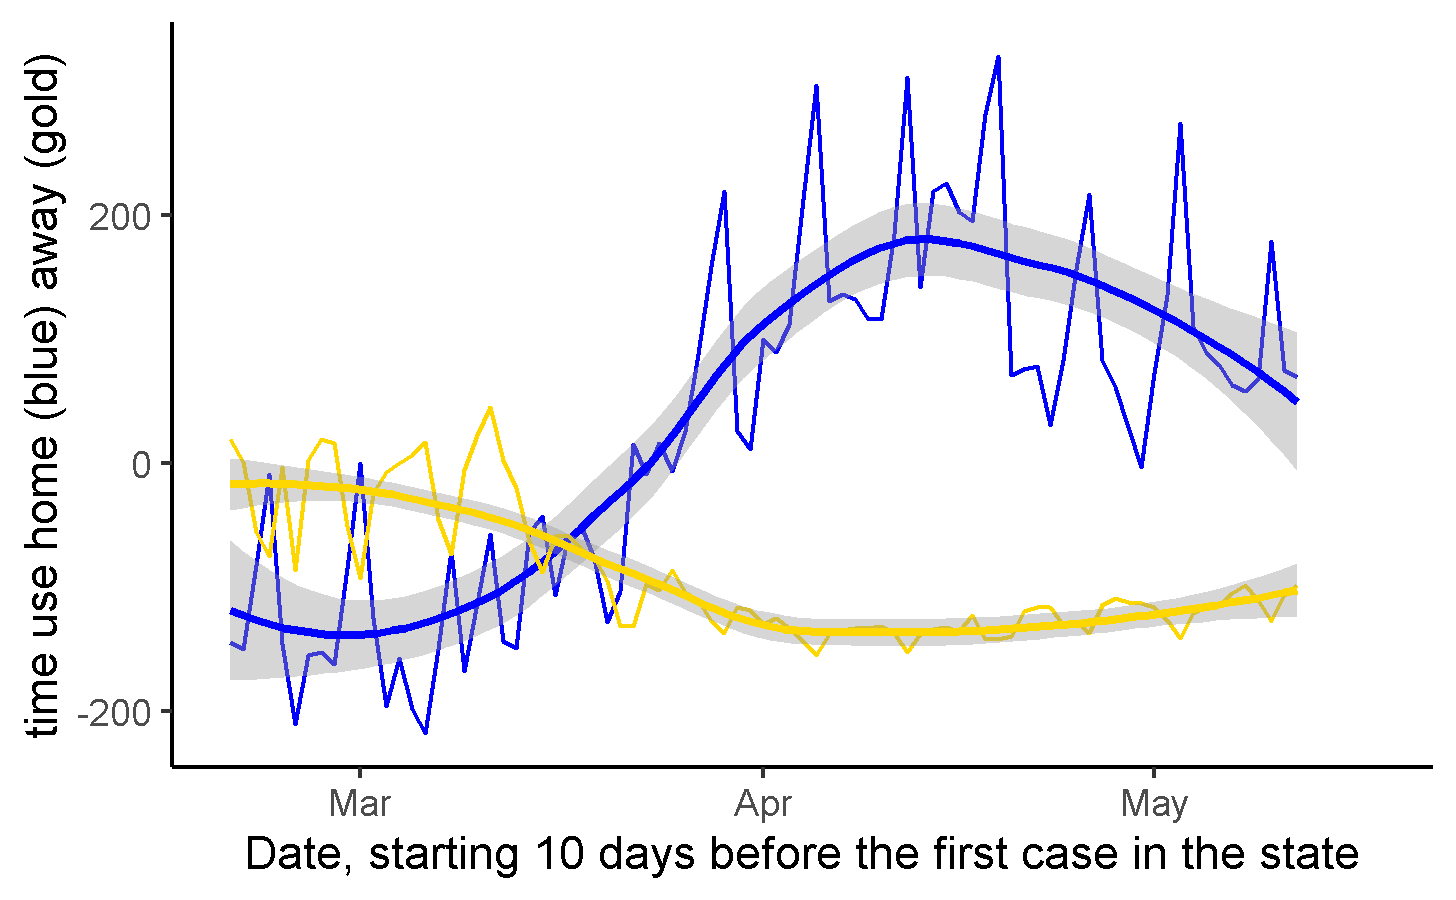 time use home (blue) away (gold)
200
0
-200
Mar
Apr
May
Date, starting 10 days before the first case in the state